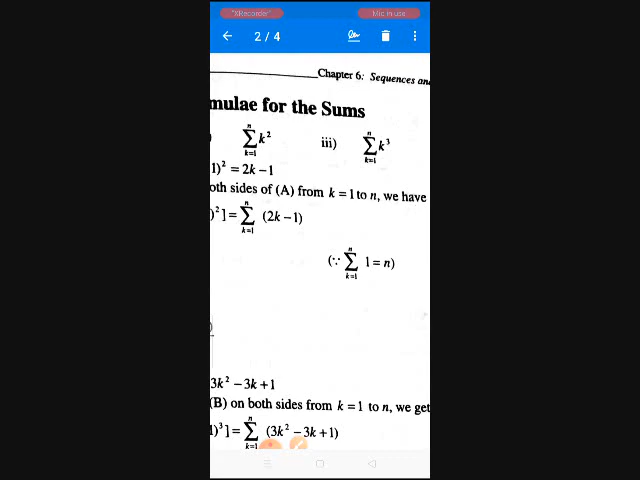 "XRecorder"
Mic in use
2 / 4
Chapter 6: Sequences an
mulae for the Sums
∑_{k=1}^{n} k² iii) ∑_{k=1}^{n} k³
1)² = 2k − 1
oth sides of (A) from k = 1 to n, we have
)²] = ∑_{k=1}^{n} (2k − 1)
(∵ ∑_{k=1}^{n} 1 = n)
3k² − 3k + 1
(B) on both sides from k = 1 to n, we get
1)³] = ∑_{k=1}^{n} (3k² − 3k + 1)